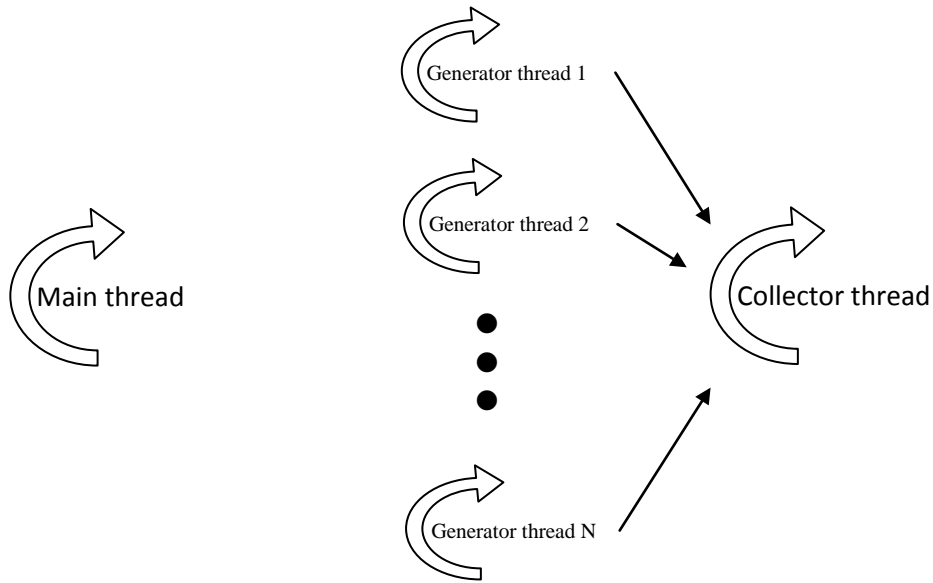 Generator thread 1
Generator thread 2
Main thread
Collector thread
Generator thread N